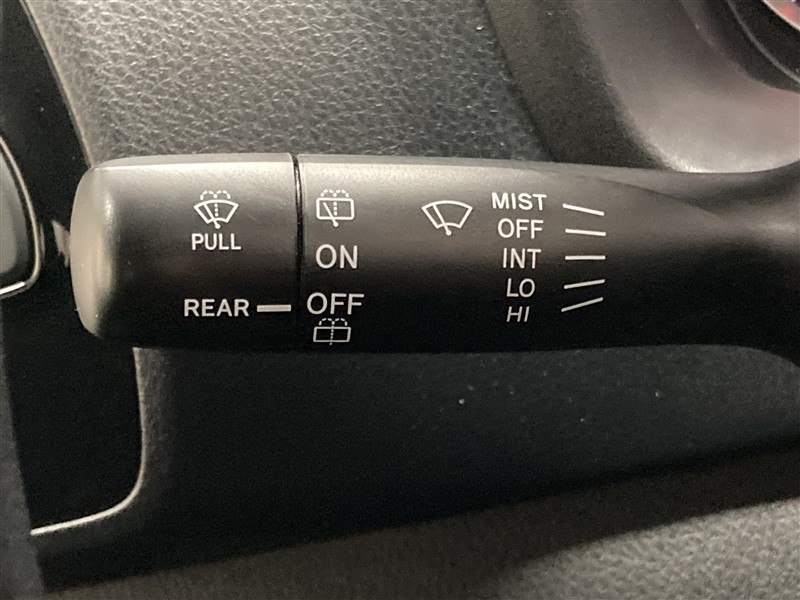 PULL
REAR
ON
OFF
MIST
OFF
INT
LO
HI